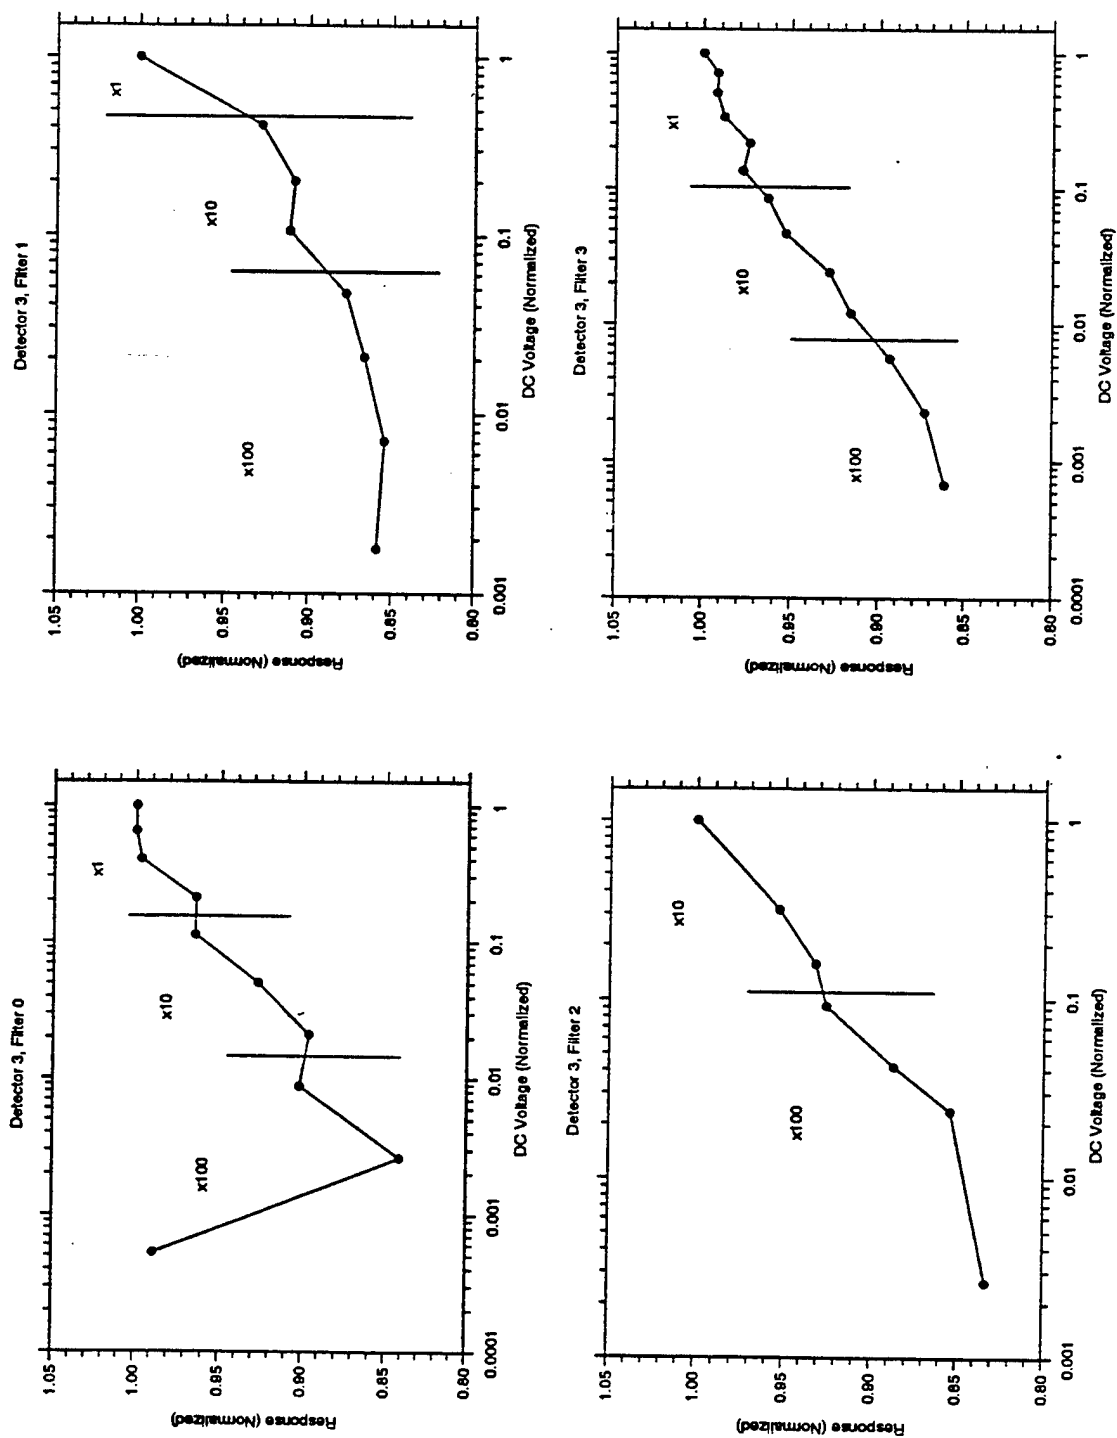 Detector 3, Filter 0
Response (Normalized)
1.05
1.00
0.95
0.90
0.85
0.80
x100
x10
x1
0.0001
0.001
0.01
0.1
1
DC Voltage (Normalized)
Detector 3, Filter 1
Response (Normalized)
1.05
1.00
0.95
0.90
0.85
0.80
x100
x10
x1
0.001
0.01
0.1
1
DC Voltage (Normalized)
Detector 3, Filter 2
Response (Normalized)
1.05
1.00
0.95
0.90
0.85
0.80
x100
x10
0.001
0.01
0.1
1
DC Voltage (Normalized)
Detector 3, Filter 3
Response (Normalized)
1.05
1.00
0.95
0.90
0.85
0.80
x100
x10
x1
0.0001
0.001
0.01
0.1
1
DC Voltage (Normalized)